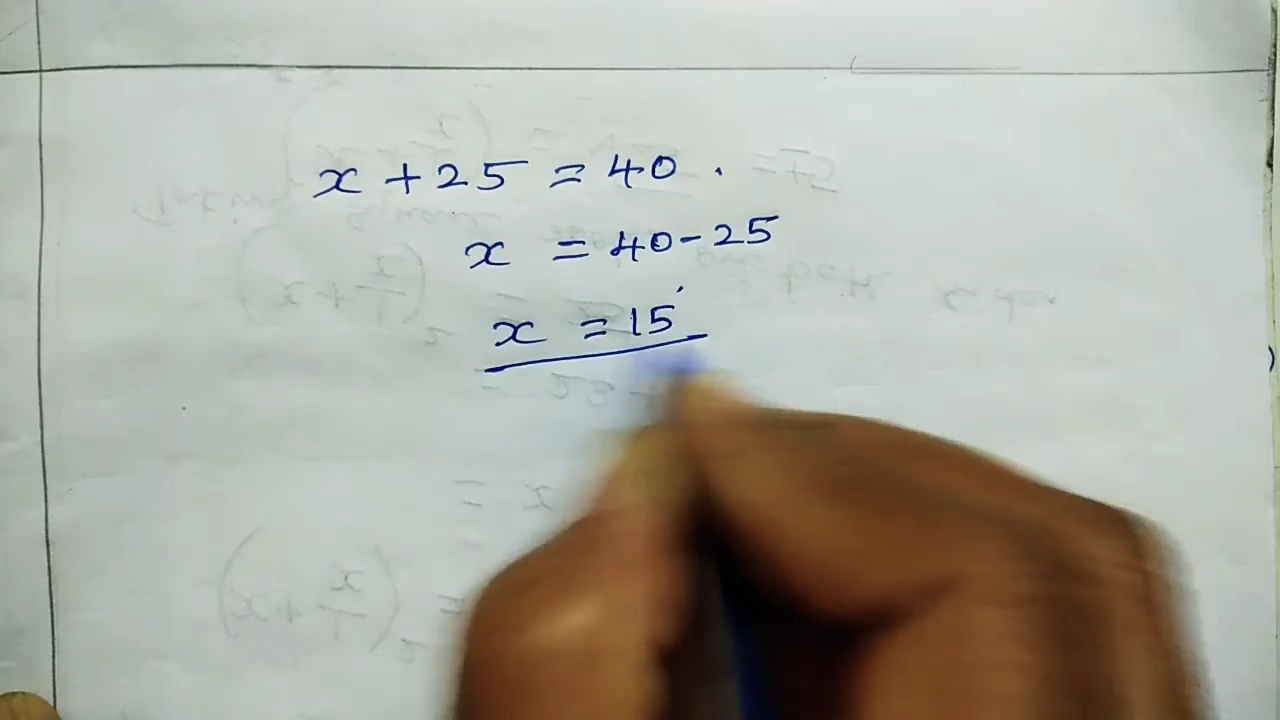 x + 25 = 40 .
x = 40 - 25
x = 15